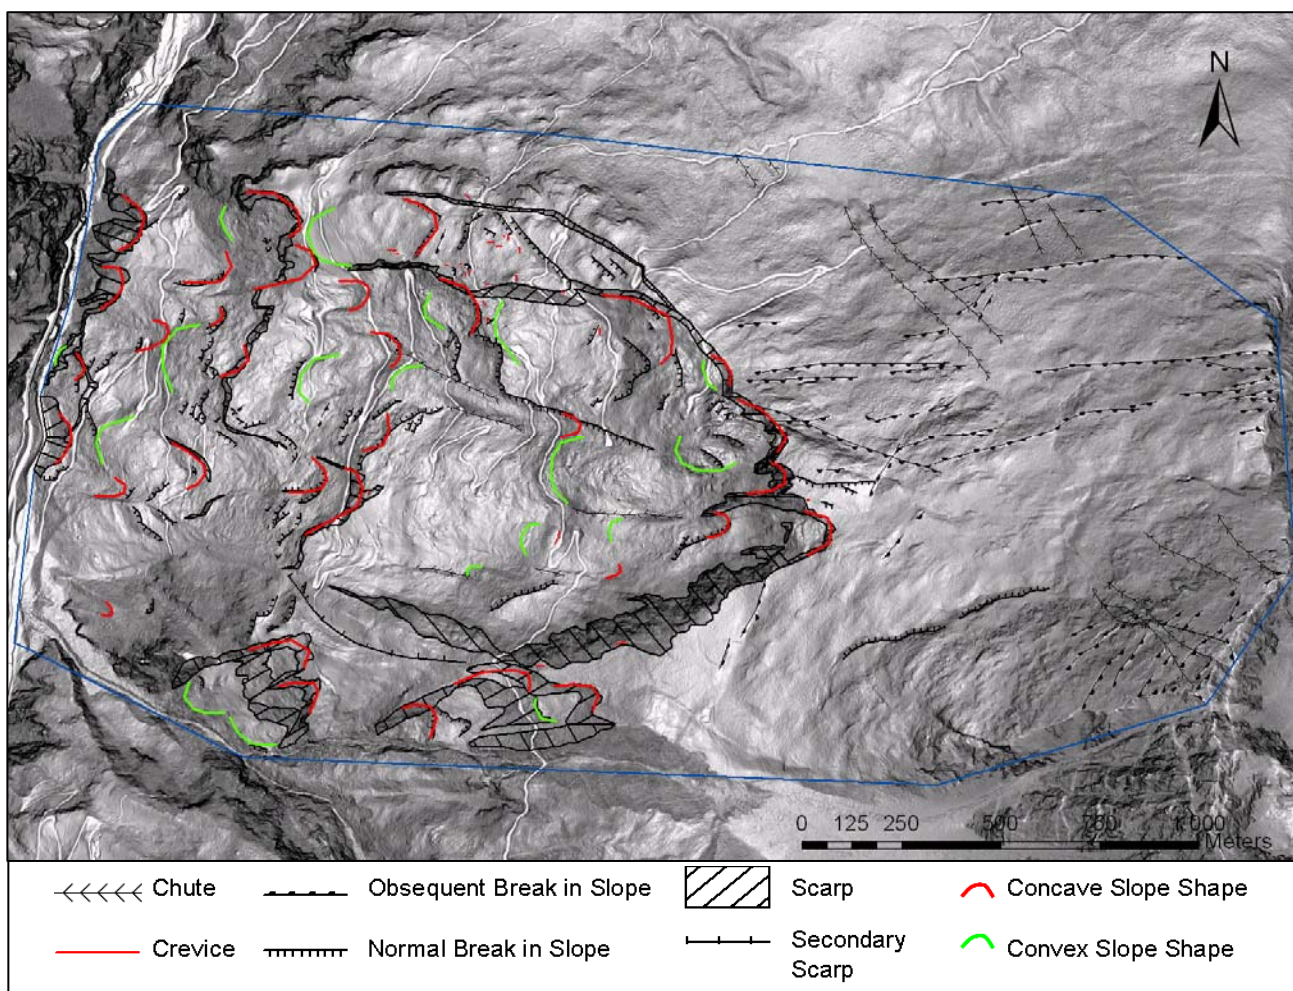 N
0 125 250 500 750 1 000
Meters
Chute
Obsequent Break in Slope
Scarp
Concave Slope Shape
Crevice
Normal Break in Slope
Secondary
Scarp
Convex Slope Shape